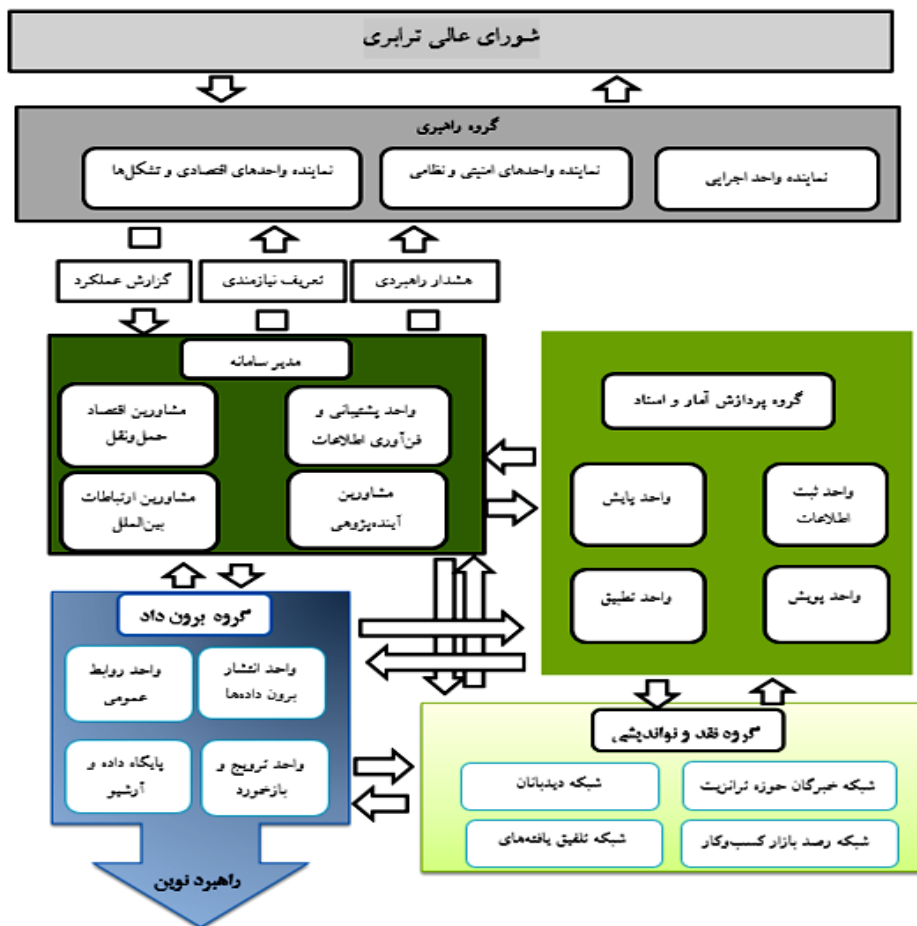 شورای عالی ترابری
گروه راهبری
نماینده واحد اجرایی
نماینده واحدهای امنیتی و نظامی
نماینده واحدهای اقتصادی و تشکل‌ها
هشدار راهبردی
تعریف نیازمندی
گزارش عملکرد
مدیر سامانه
واحد پشتیبانی و
فن‌آوری اطلاعات
مشاورین اقتصاد
حمل‌ونقل
مشاورین
آینده‌پژوهی
مشاورین ارتباطات
بین‌الملل
گروه پردازش آمار و اسناد
واحد ثبت
اطلاعات
واحد پایش
واحد پویش
واحد تطبیق
گروه برون داد
واحد انتشار
برون دادها
واحد روابط
عمومی
واحد ترویج و
بازخورد
پایگاه داده و
آرشیو
راهبرد نوین
گروه نقد و نواندیشی
شبکه خبرگان حوزه ترانزیت
شبکه دیدبانان
شبکه رصد بازار کسب‌وکار
شبکه تلفیق یافته‌های